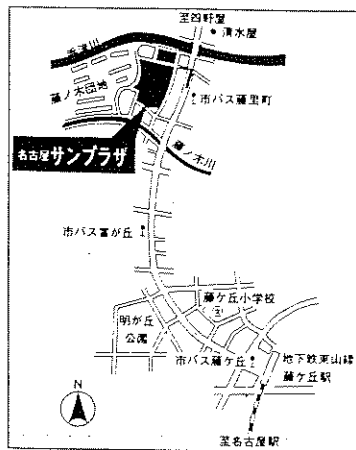 至四軒屋
清水屋
香流川
藤ノ木団地
市バス藤里町
名古屋サンプラザ
藤ノ木川
市バス富が丘
藤ケ丘小学校
明が丘
公園
市バス藤ケ丘
地下鉄東山線
藤ケ丘駅
N
至名古屋駅